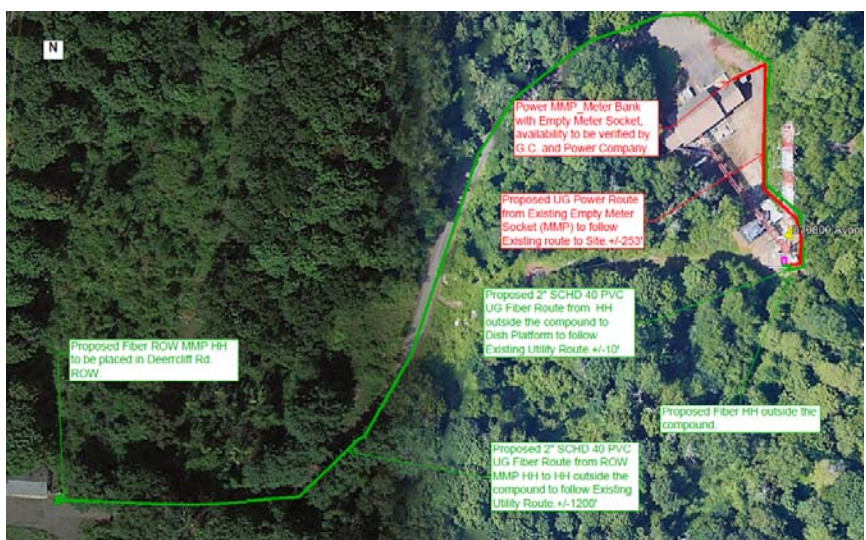 N
Power MMP_Meter Bank
with Empty Meter Socket,
availability to be verified by
G.C. and Power Company.
Proposed UG Power Route
from Existing Empty Meter
Socket (MMP) to follow
Existing route to Site.+/-253'
Proposed 2" SCHD 40 PVC
UG Fiber Route from HH
outside the compound to
Dish Platform to follow
Existing Utility Route.+/-10'
Proposed Fiber ROW MMP HH
to be placed in Deerrcliff Rd.
ROW.
Proposed Fiber HH outside the
compound.
Proposed 2" SCHD 40 PVC
UG Fiber Route from ROW
MMP HH to HH outside the
compound to follow Existing
Utility Route.+/-1200'